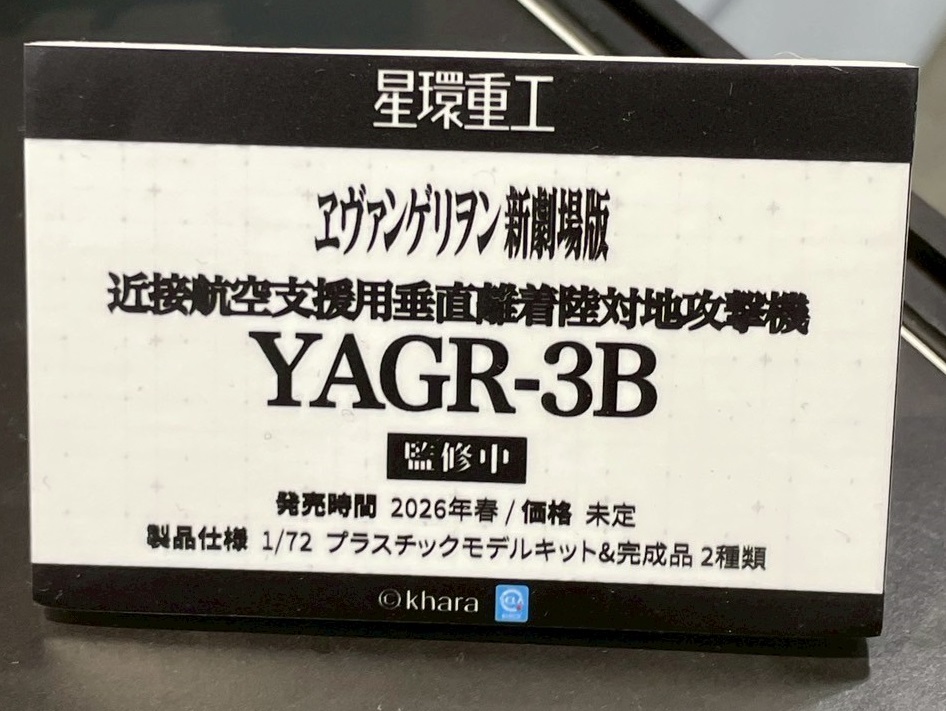 星環重工
ヱヴァンゲリヲン新劇場版
近接航空支援用垂直離着陸対地攻撃機
YAGR-3B
監修中
発売時間 2026年春 / 価格 未定
製品仕様 1/72 プラスチックモデルキット&完成品 2種類
©khara